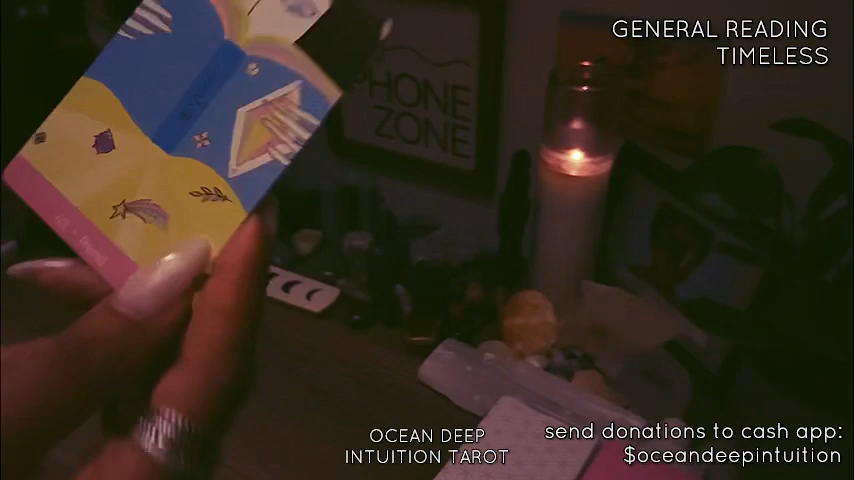 GENERAL READING
TIMELESS
PHONE
ZONE
OCEAN DEEP
INTUITION TAROT
send donations to cash app:
$oceandeepintuition